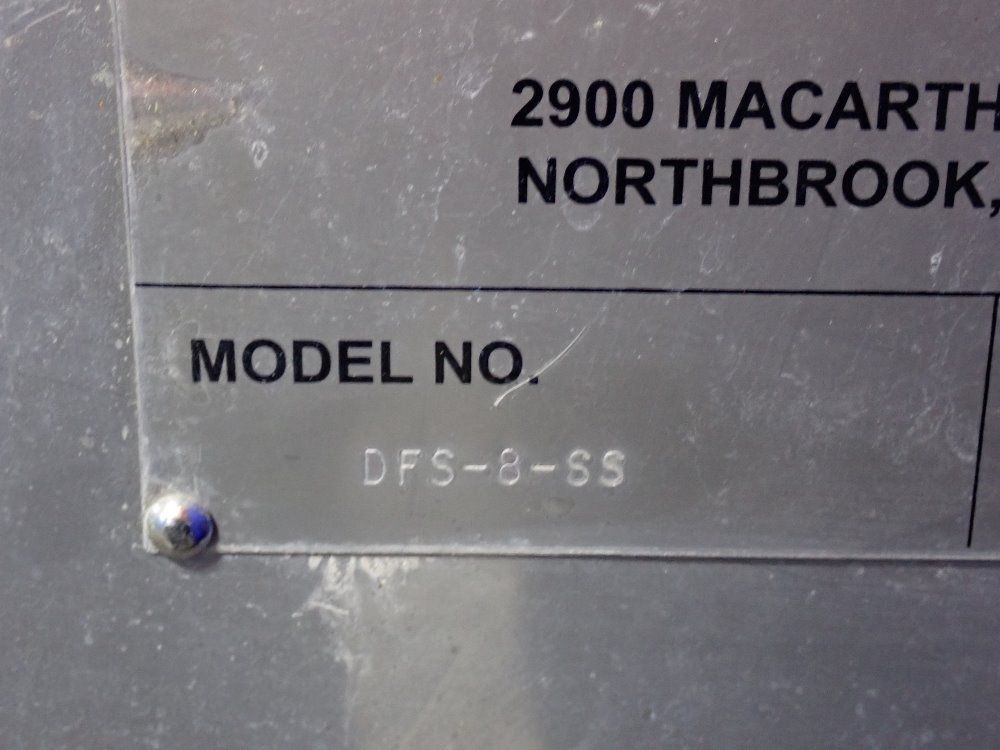 2900 MACARTH
NORTHBROOK,
MODEL NO.
DFS-8-SS